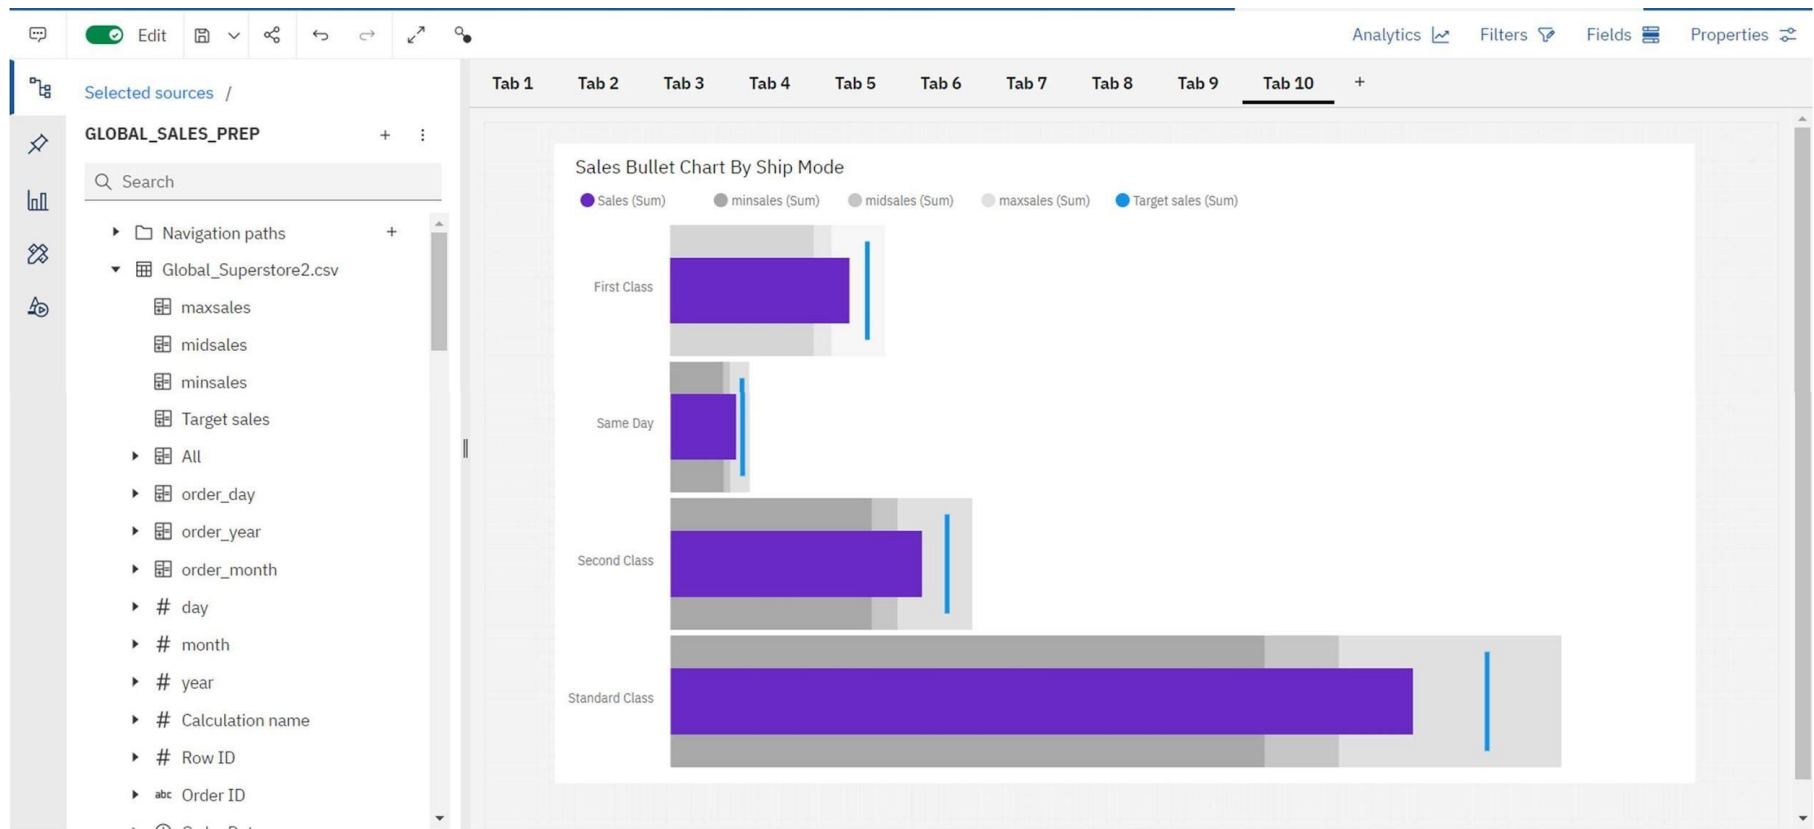 Edit
Analytics Filters Fields Properties
Selected sources /
GLOBAL_SALES_PREP
Search
Navigation paths
Global_Superstore2.csv
maxsales
midsales
minsales
Target sales
All
order_day
order_year
order_month
# day
# month
# year
# Calculation name
# Row ID
abc Order ID
Tab 1 Tab 2 Tab 3 Tab 4 Tab 5 Tab 6 Tab 7 Tab 8 Tab 9 Tab 10 +
Sales Bullet Chart By Ship Mode
Sales (Sum) minsales (Sum) midsales (Sum) maxsales (Sum) Target sales (Sum)
First Class
Same Day
Second Class
Standard Class